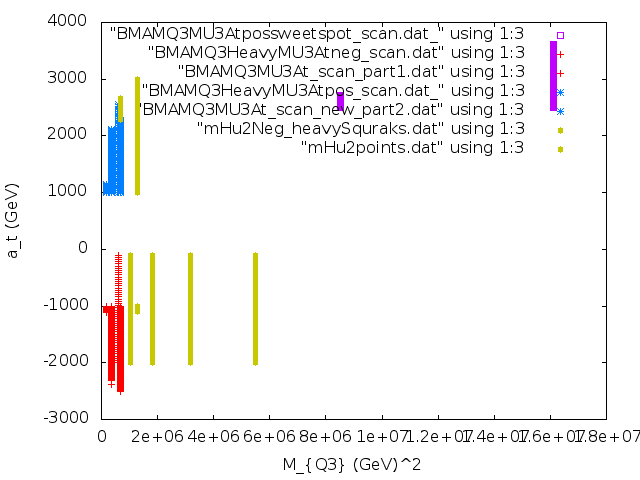 4000
3000
2000
1000
0
-1000
-2000
-3000
a_t (GeV)
"BMAMQ3MU3Atpossweetspot_scan.dat_" using 1:3
"BMAMQ3HeavyMU3Atneg_scan.dat" using 1:3
"BMAMQ3MU3At_scan_part1.dat" using 1:3
"BMAMQ3HeavyMU3Atpos_scan.dat_" using 1:3
"BMAMQ3MU3At_scan_new_part2.dat" using 1:3
"mHu2Neg_heavySquraks.dat" using 1:3
"mHu2points.dat" using 1:3
0 2e+06 4e+06 6e+06 8e+06 1e+07 1.2e+07 1.4e+07 1.6e+07 1.8e+07
M_{Q3} (GeV)^2